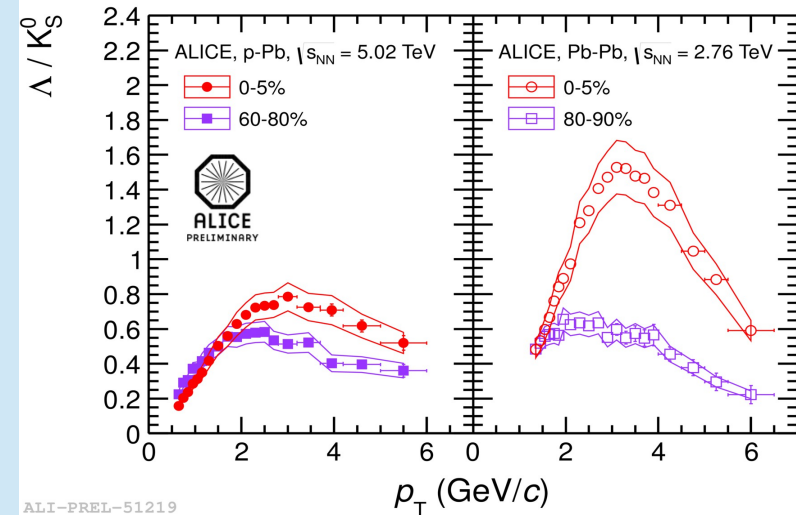 Λ / K⁰S
2.4
2.2
2
1.8
1.6
1.4
1.2
1
0.8
0.6
0.4
0.2
0
ALICE, p-Pb, √sNN = 5.02 TeV
0-5%
60-80%
ALICE
PRELIMINARY
0 2 4 6
ALICE, Pb-Pb, √sNN = 2.76 TeV
0-5%
80-90%
0 2 4 6
pT (GeV/c)
ALI-PREL-51219